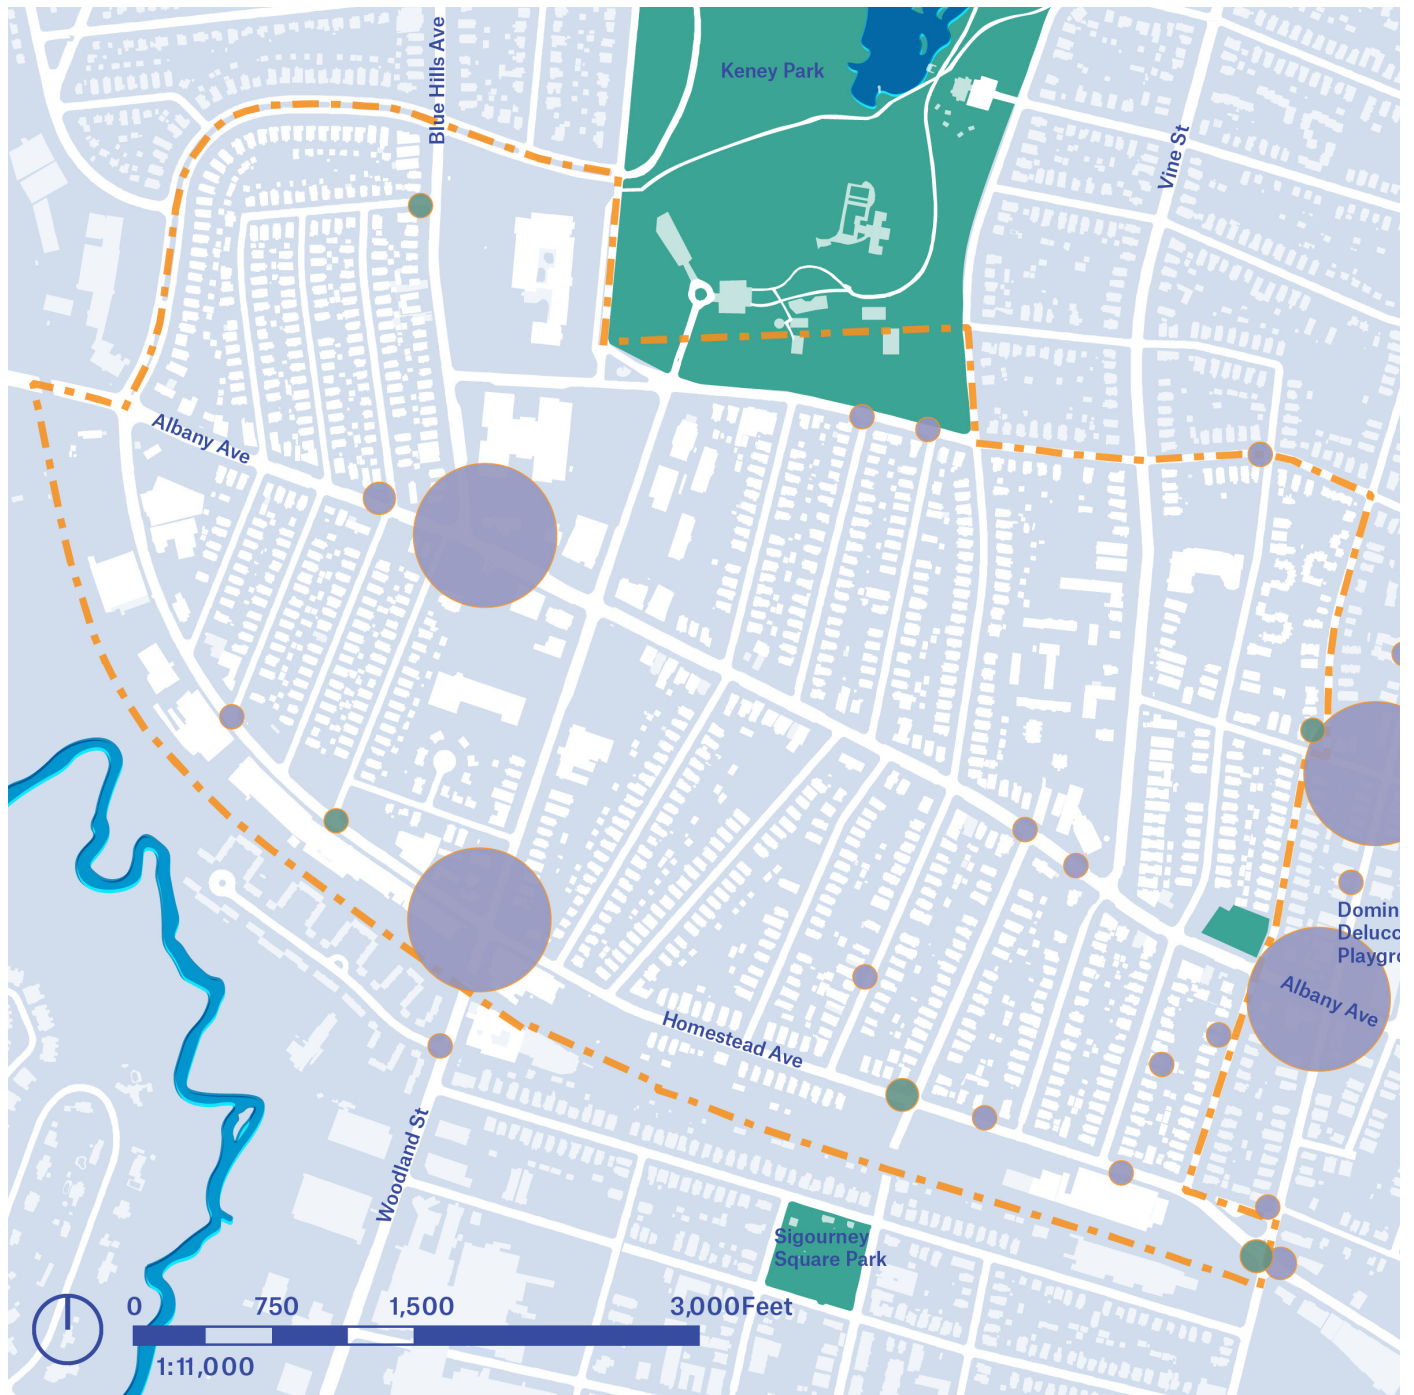 Blue Hills Ave
Keney Park
Vine St
Albany Ave
Domin
Deluco
Playgro
Albany Ave
Homestead Ave
Woodland St
Sigourney
Square Park
0 750 1,500 3,000Feet
1:11,000